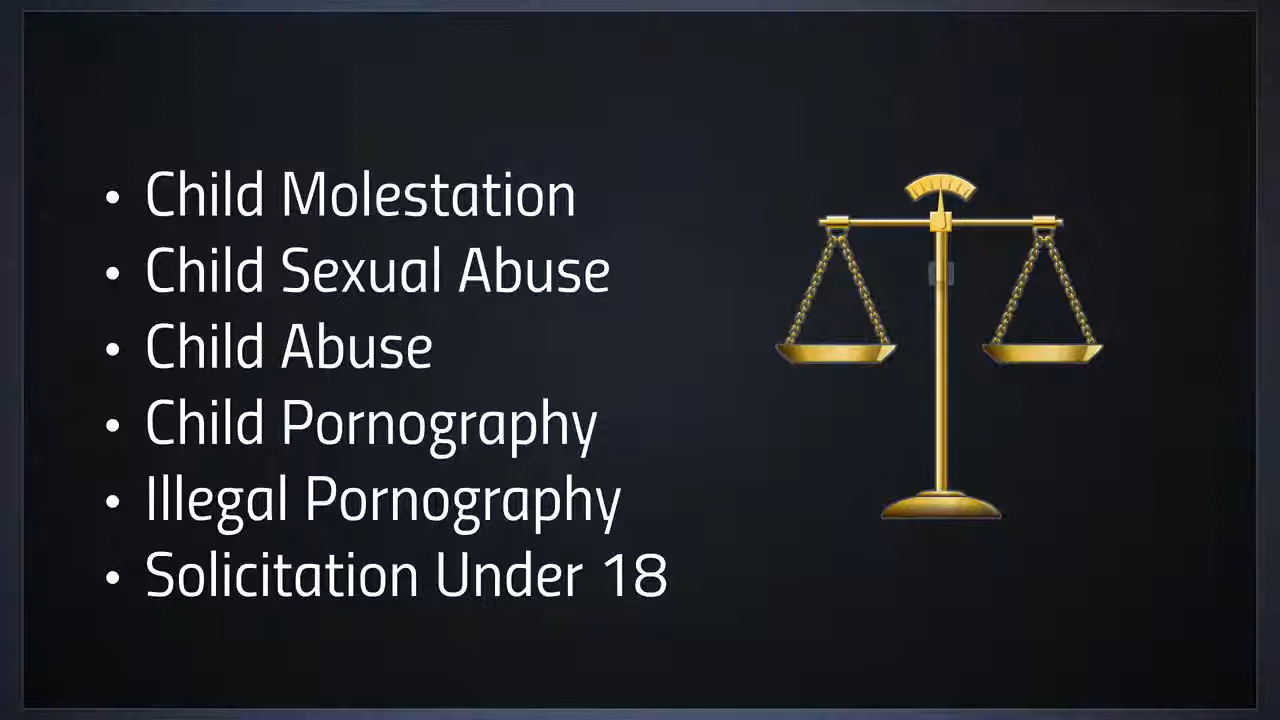 • Child Molestation
• Child Sexual Abuse
• Child Abuse
• Child Pornography
• Illegal Pornography
• Solicitation Under 18